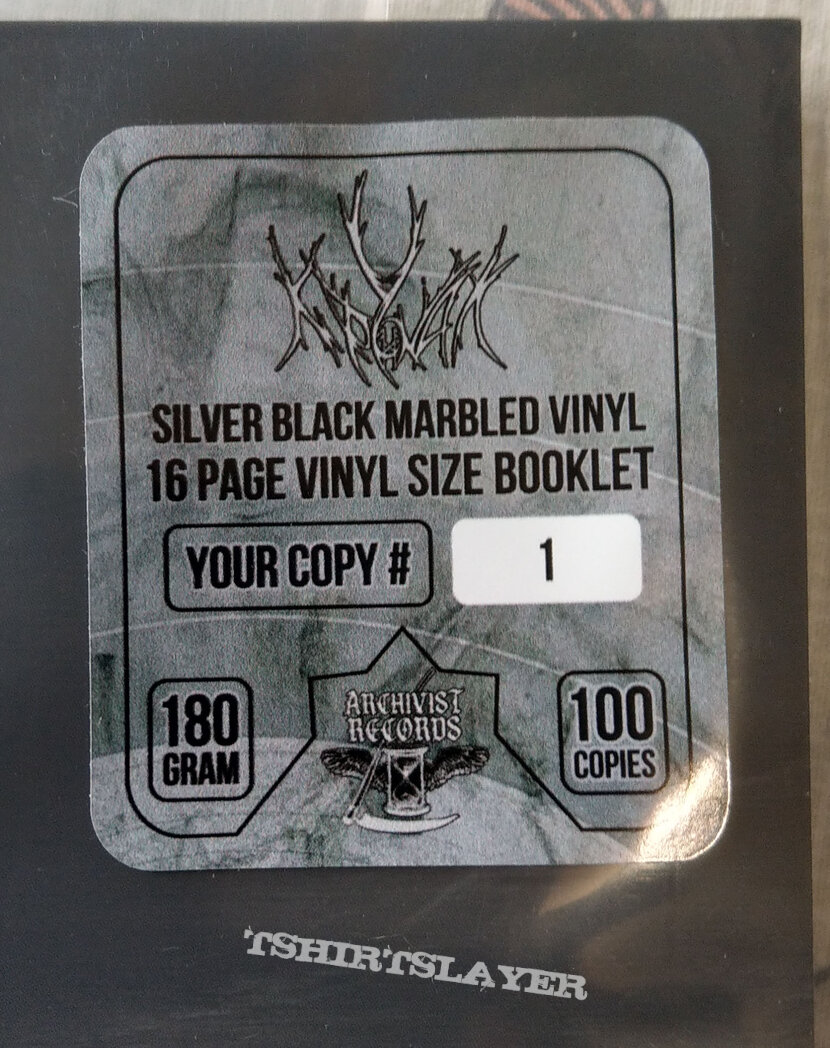 SILVER BLACK MARBLED VINYL
16 PAGE VINYL SIZE BOOKLET
YOUR COPY # 1
180
GRAM
ARCHIVIST
RECORDS
100
COPIES
TSHIRTSLAYER